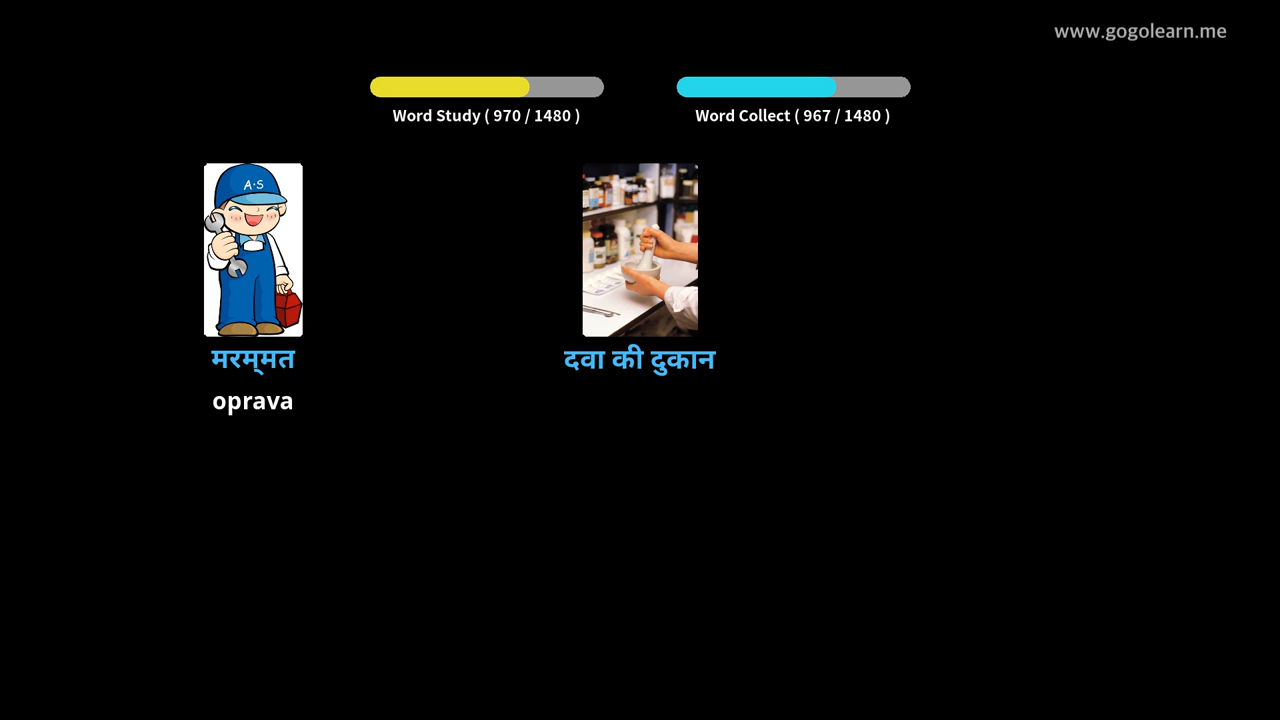 www.gogolearn.me
Word Study ( 970 / 1480 )
Word Collect ( 967 / 1480 )
A·S
मरम्मत
दवा की दुकान
oprava